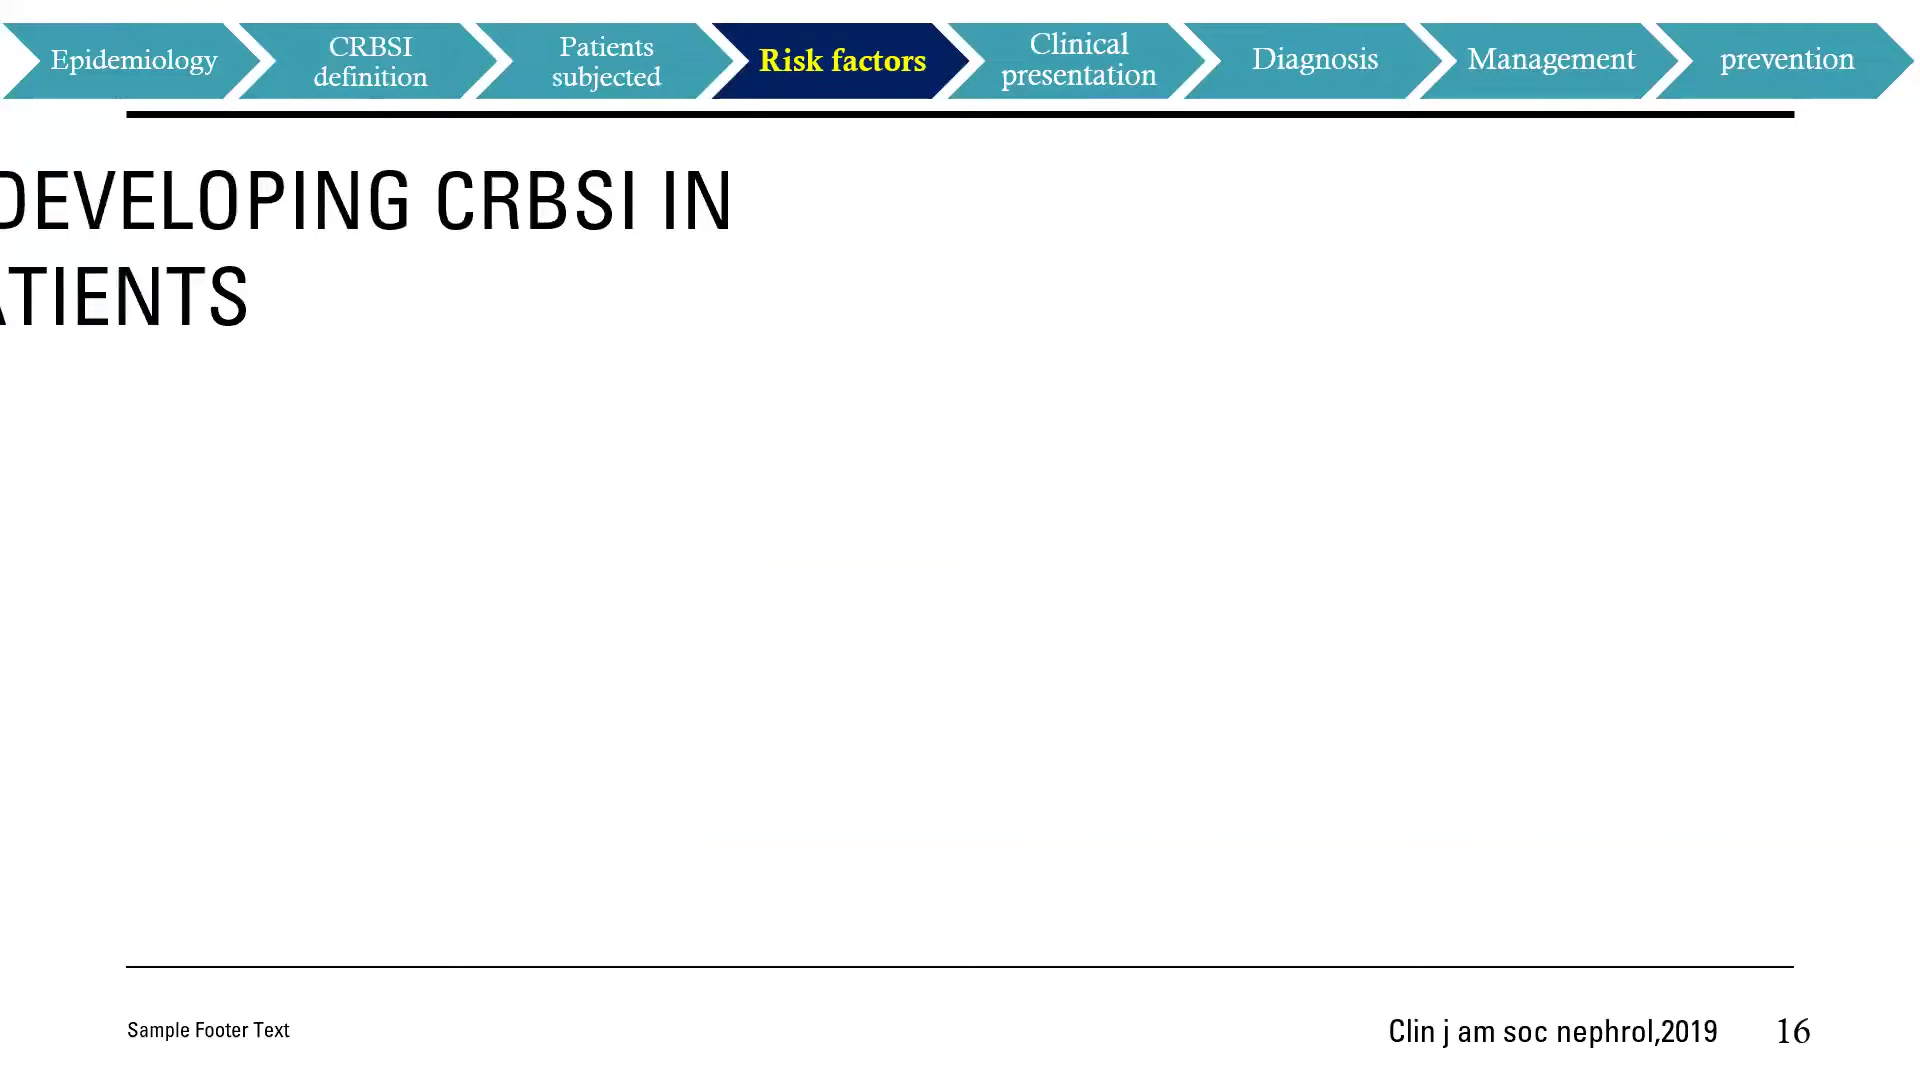 Epidemiology
CRBSI
definition
Patients
subjected
Risk factors
Clinical
presentation
Diagnosis
Management
prevention
DEVELOPING CRBSI IN
ATIENTS
Sample Footer Text
Clin j am soc nephrol,2019
16